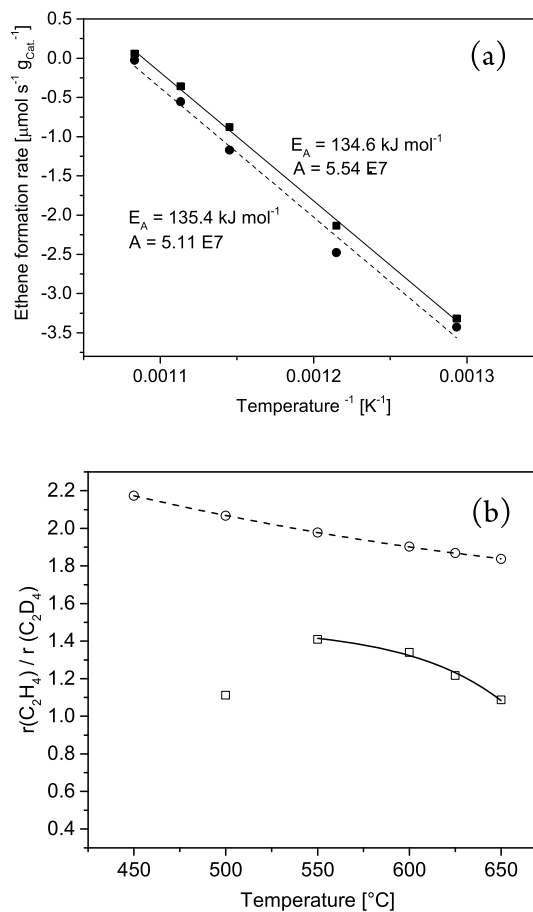 (a)
0.5
0.0
-0.5
-1.0
-1.5
-2.0
-2.5
-3.0
-3.5
Ethene formation rate [μmol s⁻¹ g_Cat.⁻¹]
E_A = 134.6 kJ mol⁻¹
A = 5.54 E7
E_A = 135.4 kJ mol⁻¹
A = 5.11 E7
0.0011 0.0012 0.0013
Temperature ⁻¹ [K⁻¹]
(b)
2.2
2.0
1.8
1.6
1.4
1.2
1.0
0.8
0.6
0.4
r(C₂H₄) / r (C₂D₄)
450 500 550 600 650
Temperature [°C]